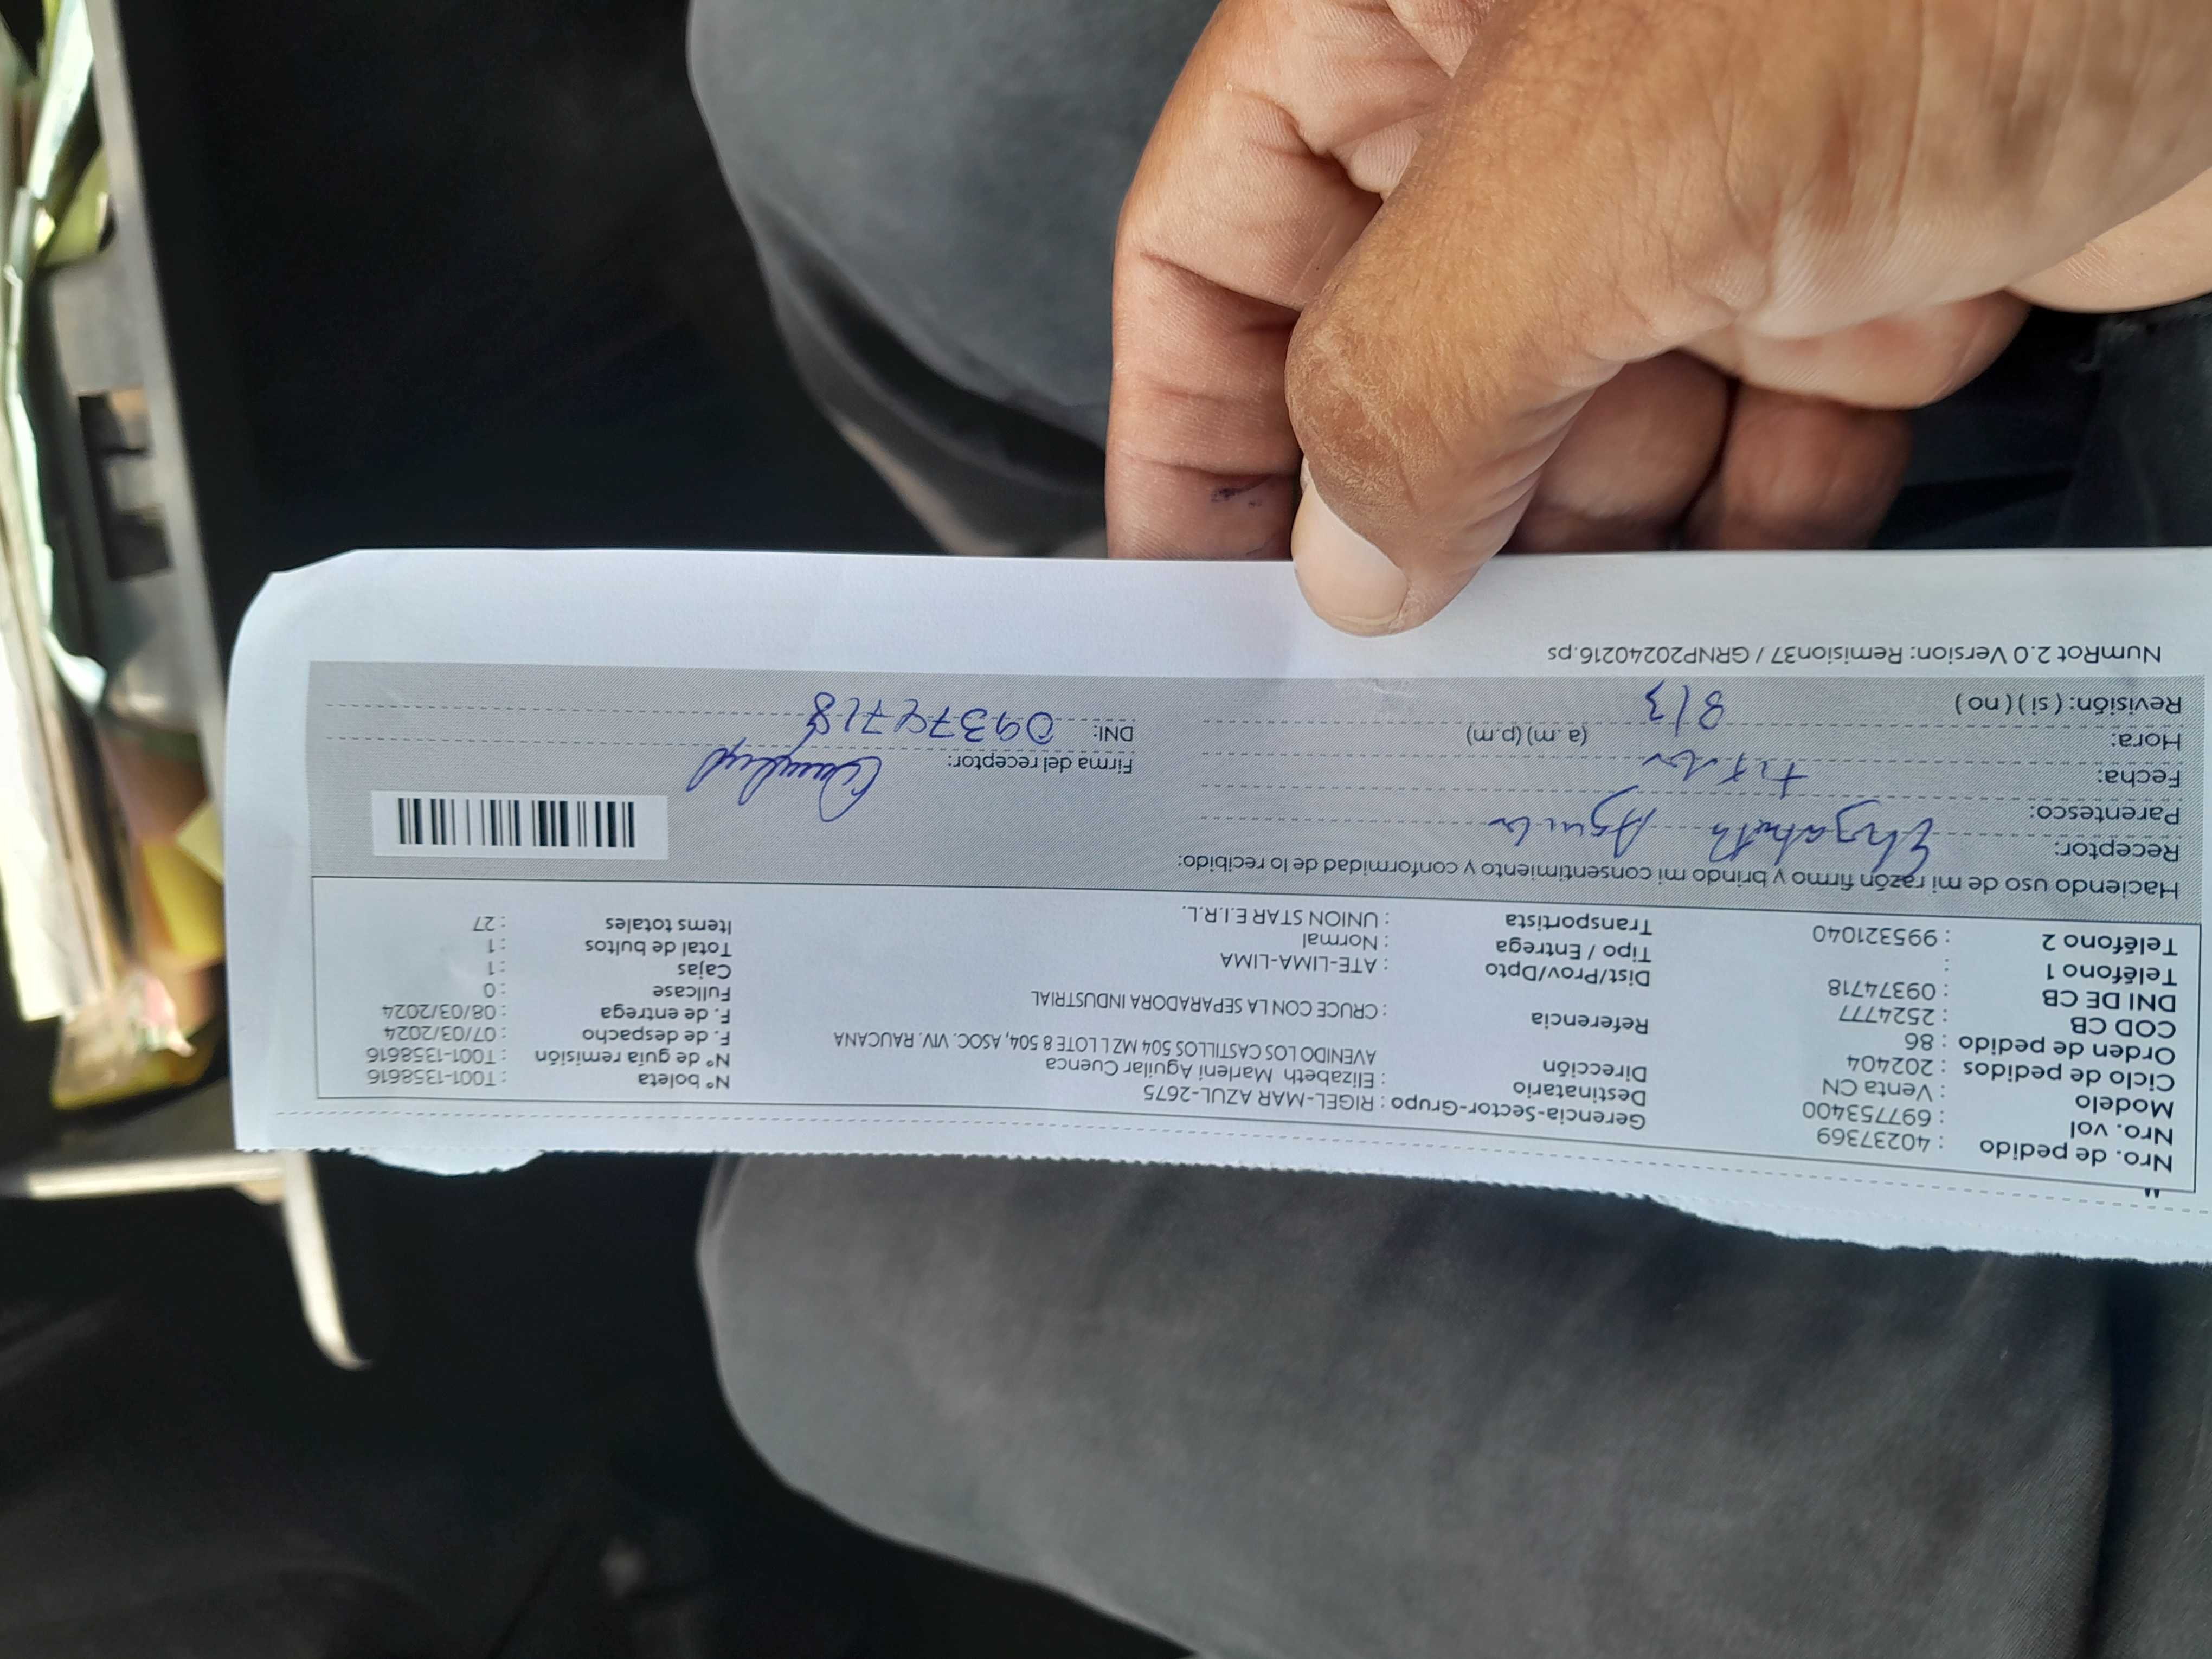 Nro. de pedido : 40237369
Nro. vol : 697753400
Modelo : Venta CN
Ciclo de pedidos : 202404
Orden de pedido : 86
COD CB : 2524777
DNI DE CB : 09374718
Teléfono 1 :
Teléfono 2 : 995321040
Gerencia-Sector-Grupo : RIGEL-MAR AZUL-2675
Destinatario : Elizabeth Marleni Aguilar Cuenca
Dirección AVENIDO LOS CASTILLOS 504 MZ L LOTE 8 504, ASOC. VIV. RAUCANA
Referencia : CRUCE CON LA SEPARADORA INDUSTRIAL
Dist/Prov/Dpto : ATE-LIMA-LIMA
Tipo / Entrega : Normal
Transportista : UNION STAR E.I.R.L.
N° boleta : T001-1358616
N° de guía remisión : T001-1358616
F. de despacho : 07/03/2024
F. de entrega : 08/03/2024
Fullcase : 0
Cajas : 1
Total de bultos : 1
Items totales : 27
Haciendo uso de mi razón firmo y brindo mi consentimiento y conformidad de lo recibido:
Receptor: Elizabeth Aguilar
Parentesco:
Fecha: titular
Hora: (a. m) (p.m)
Revisión: ( si ) ( no ) 8/3
Firma del receptor:
DNI: 09374718
NumRot 2.0 Version: Remision37 / GRNP20240216.ps